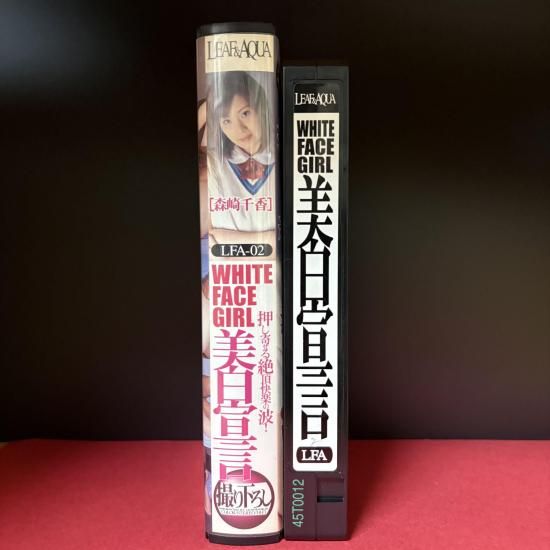 LEAF&AQUA
[森崎千香]
LFA-02
WHITE
FACE
GIRL
押し寄せる絶頂快楽の波!
美白宣言
撮り下ろし
LEAF&AQUA
WHITE
FACE
GIRL
美白宣言
LFA
45T0012